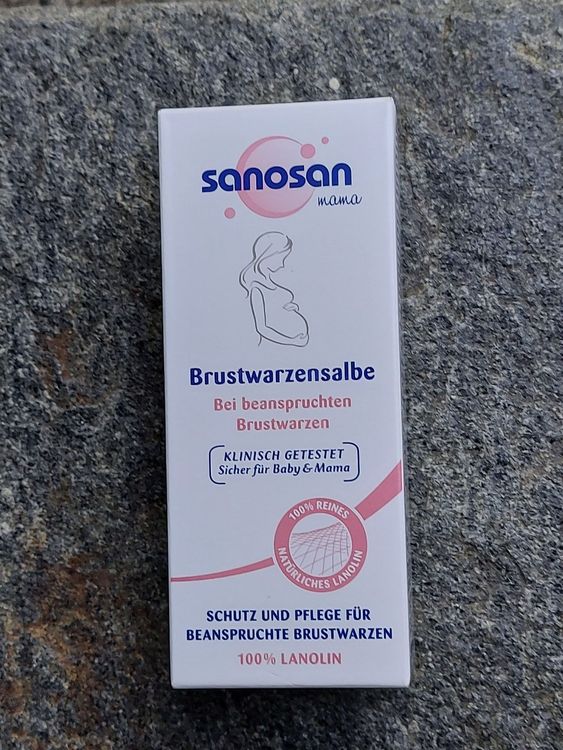 sanosan
mama
Brustwarzensalbe
Bei beanspruchten
Brustwarzen
KLINISCH GETESTET
Sicher für Baby & Mama
100% REINES
NATÜRLICHES LANOLIN
SCHUTZ UND PFLEGE FÜR
BEANSPRUCHTE BRUSTWARZEN
100% LANOLIN